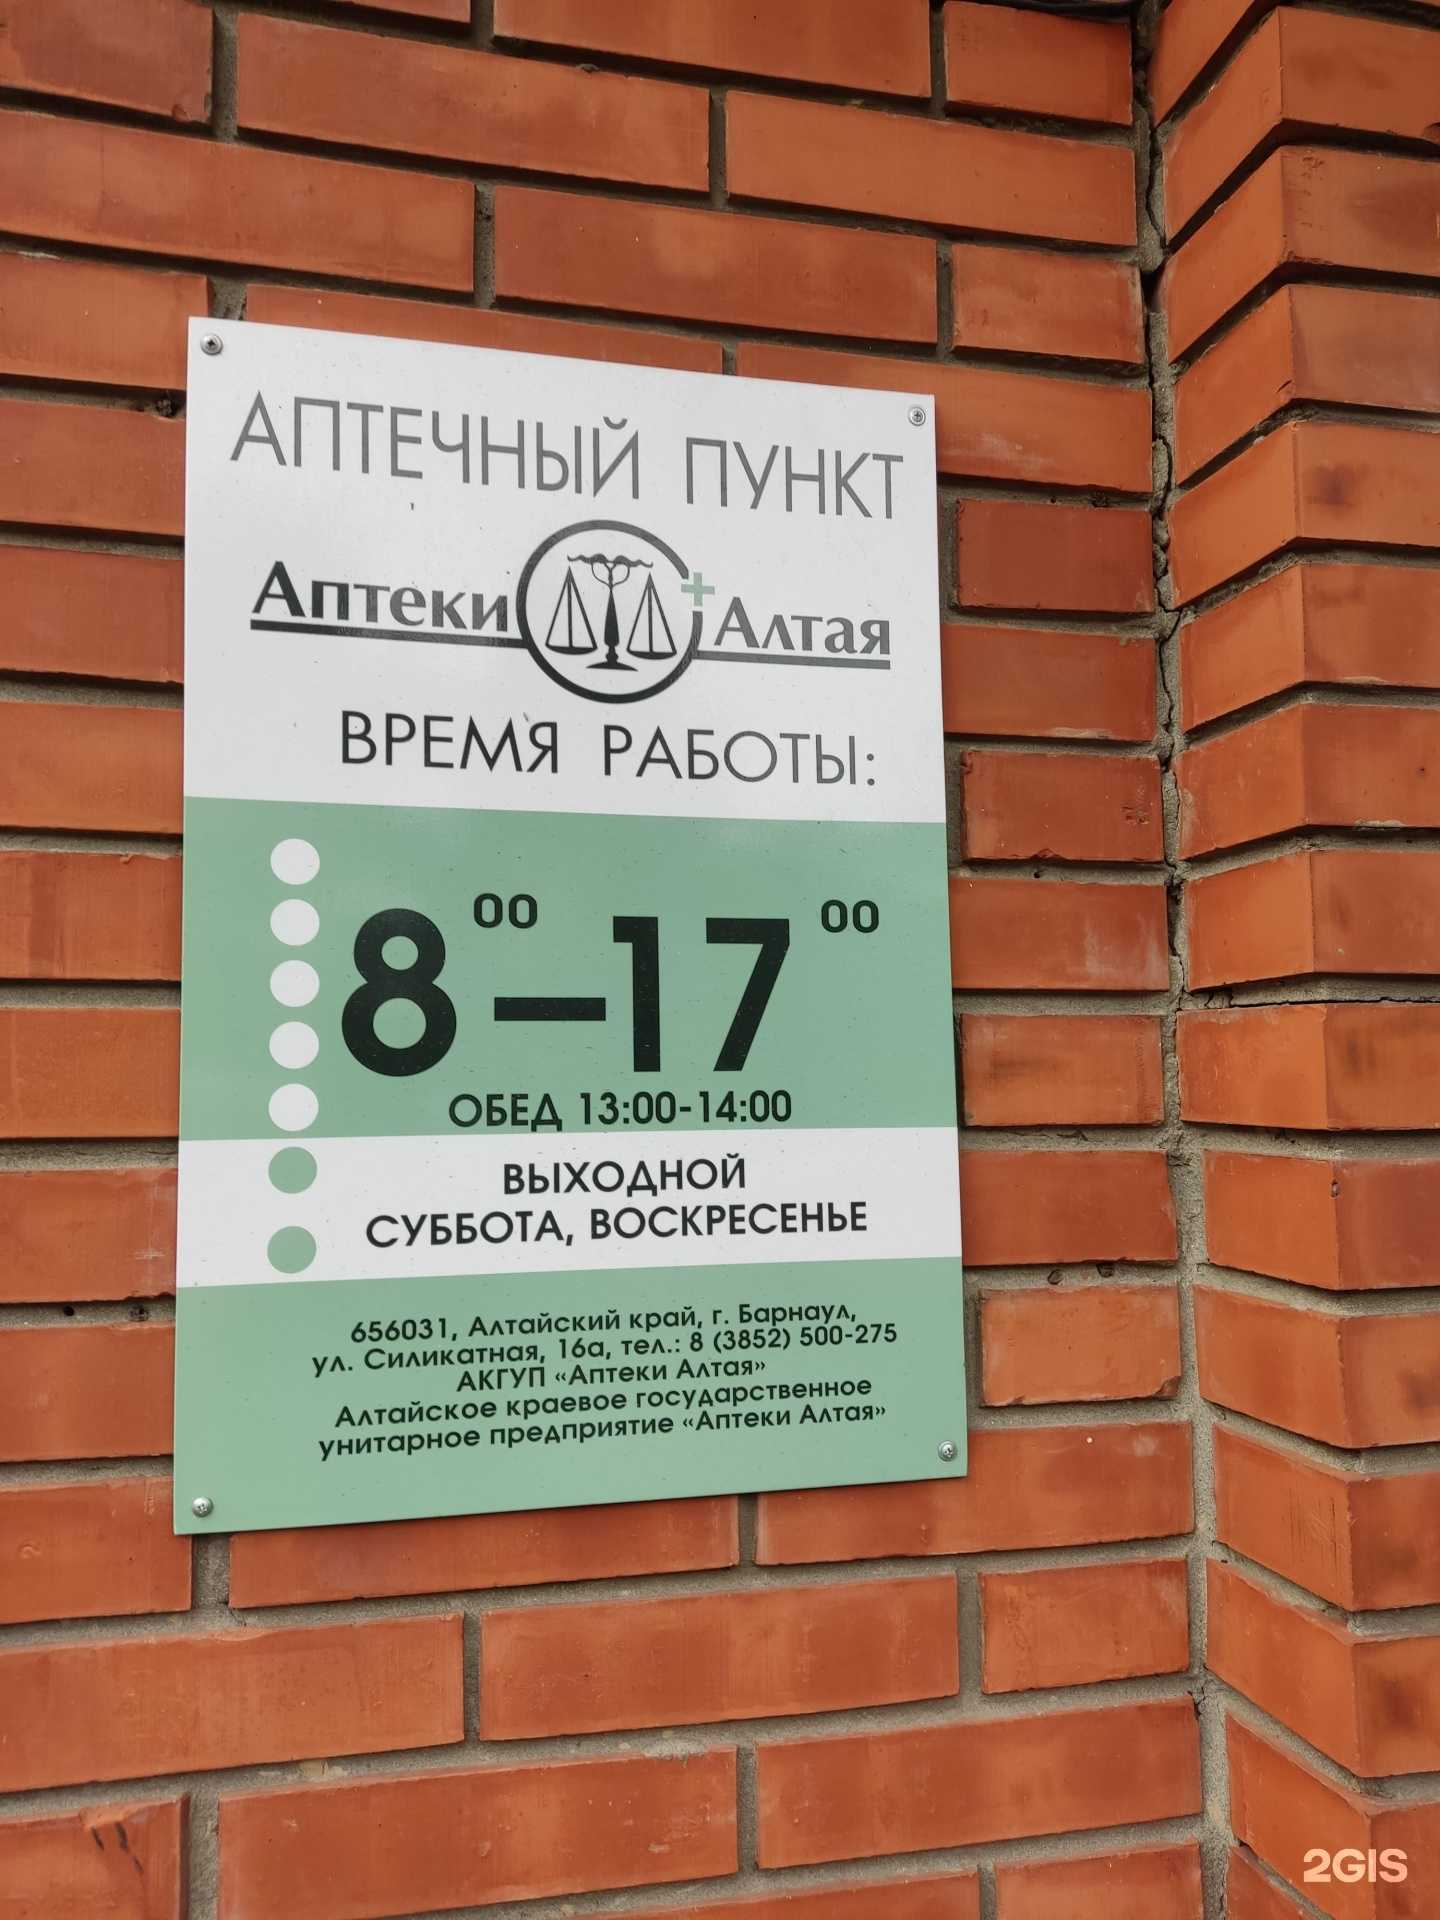 АПТЕЧНЫЙ ПУНКТ
Аптеки Алтая
ВРЕМЯ РАБОТЫ:
8 00 – 17 00
ОБЕД 13:00-14:00
ВЫХОДНОЙ
СУББОТА, ВОСКРЕСЕНЬЕ
656031, Алтайский край, г. Барнаул,
ул. Силикатная, 16а, тел.: 8 (3852) 500-275
АКГУП «Аптеки Алтая»
Алтайское краевое государственное
унитарное предприятие «Аптеки Алтая»
2GIS